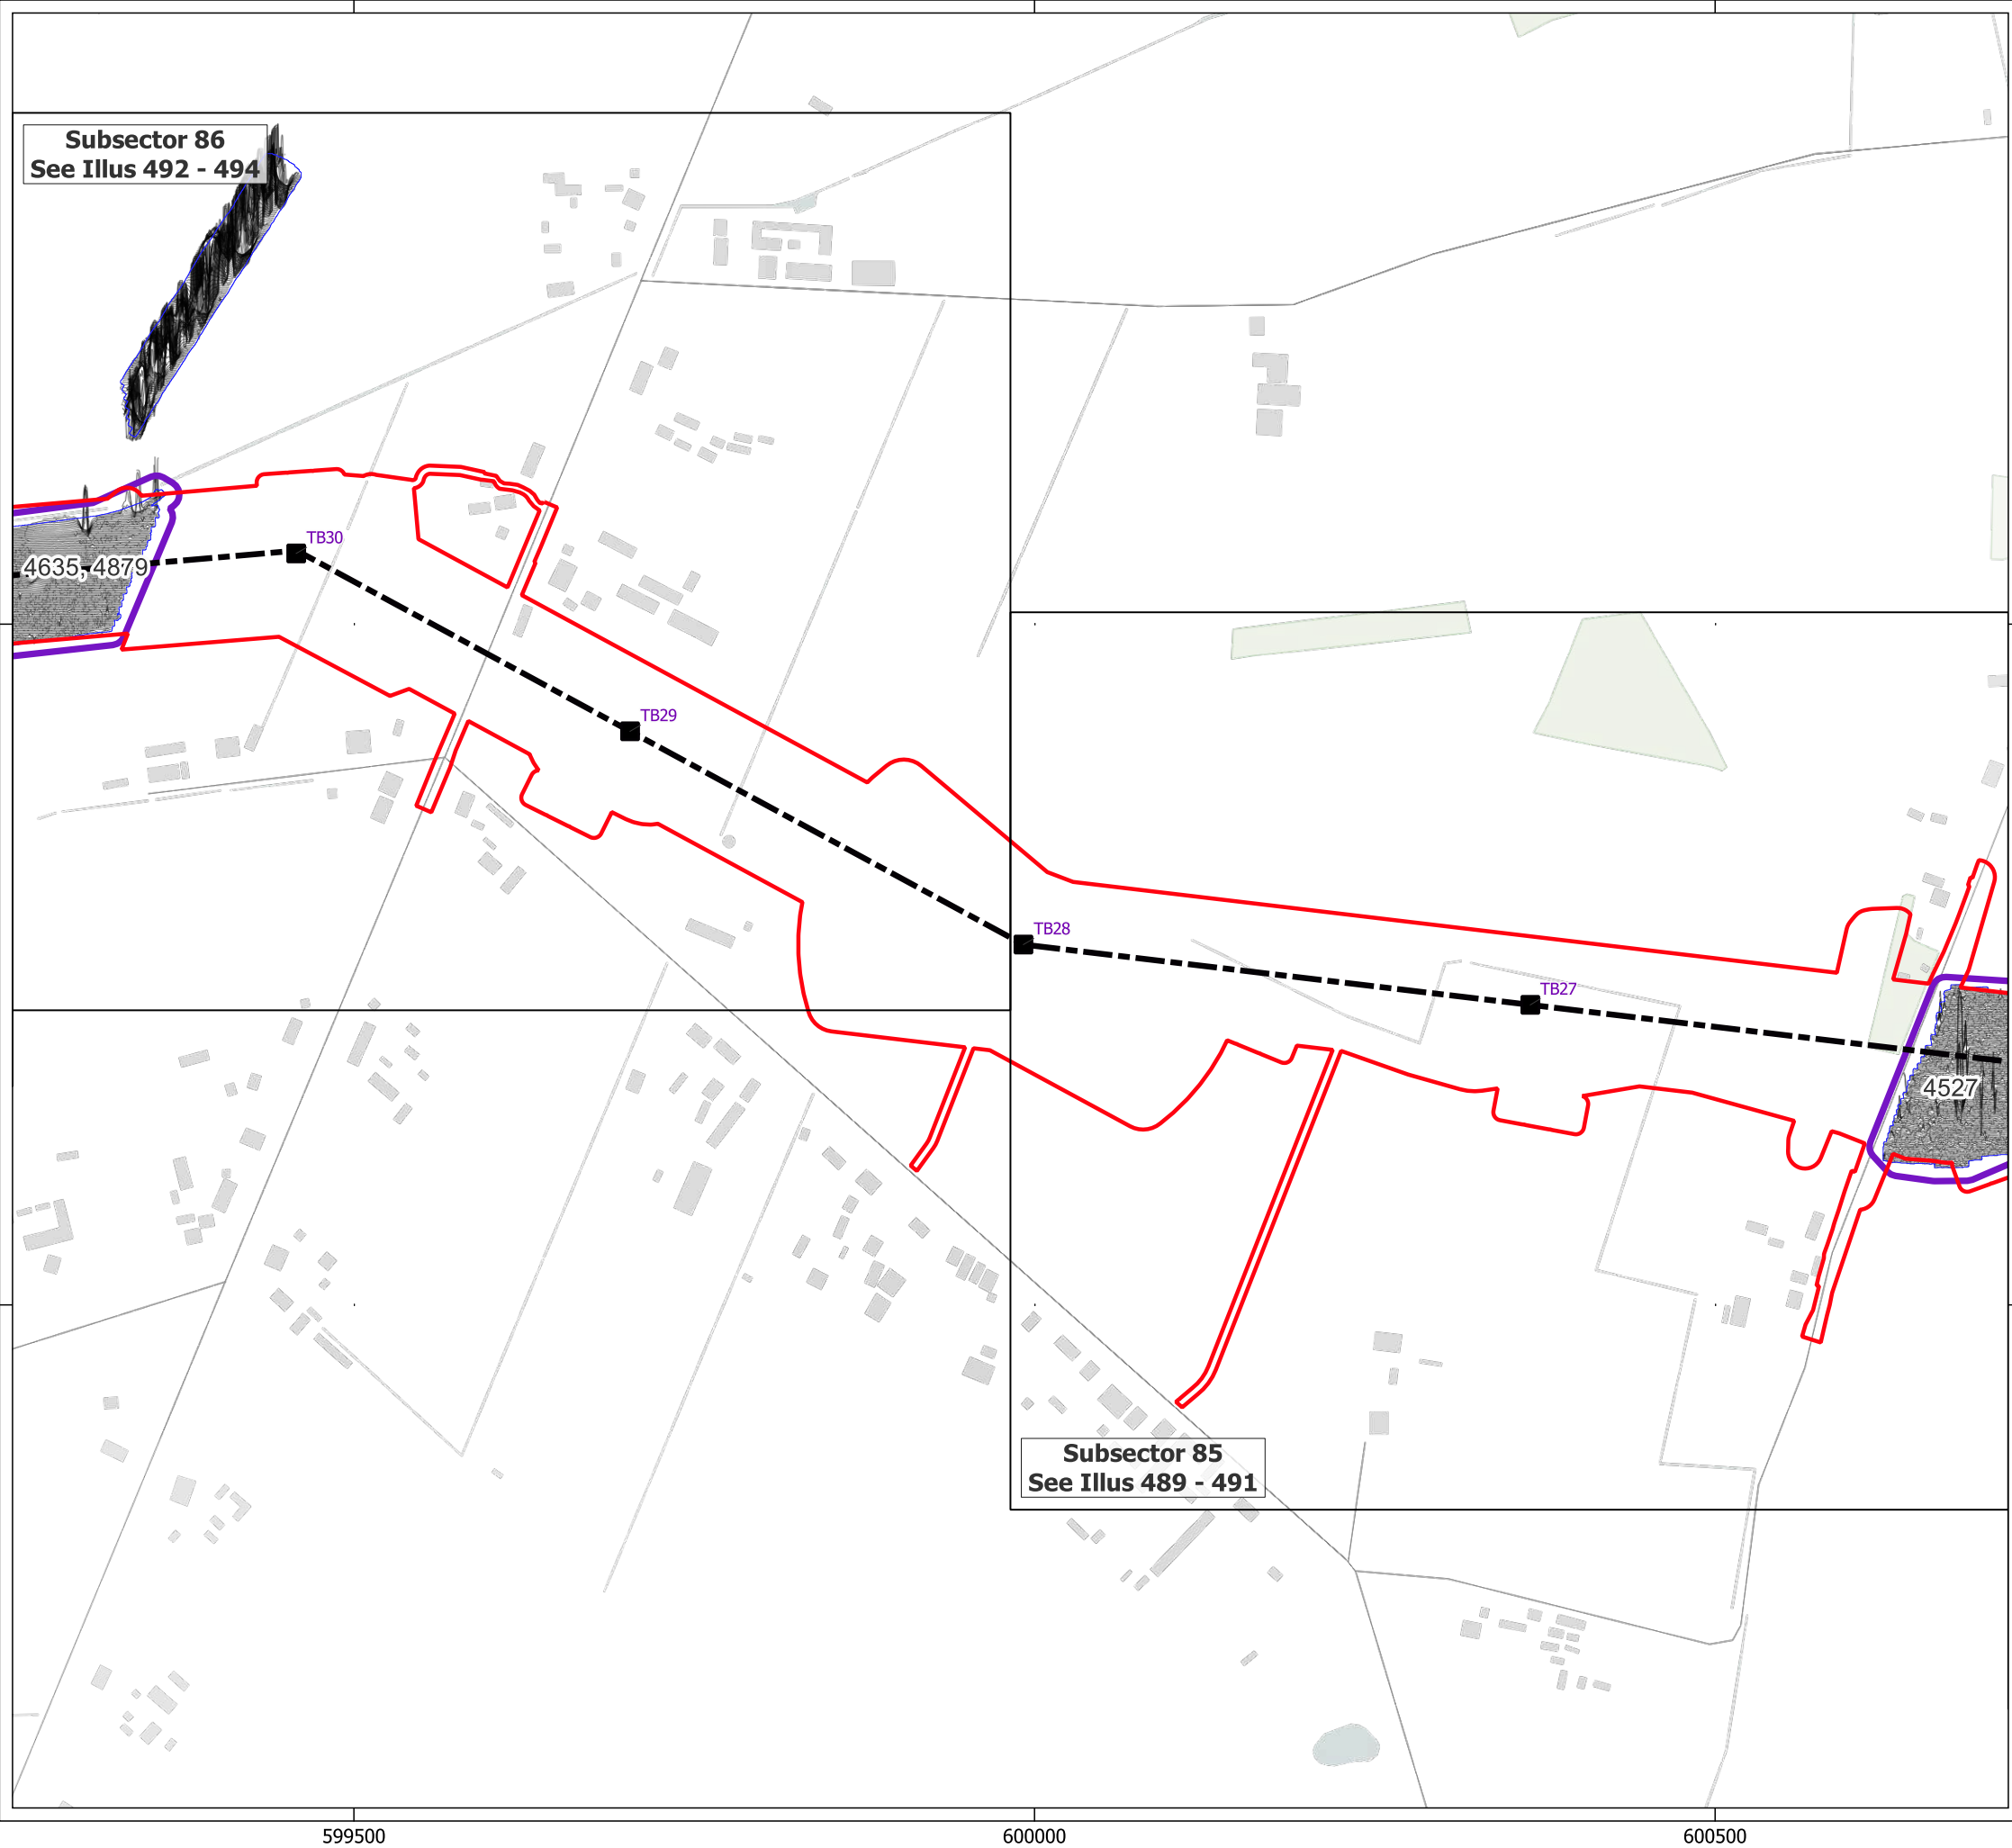 Subsector 86
See Illus 492 - 494
TB30
4635, 4879
TB29
TB28
TB27
4527
Subsector 85
See Illus 489 - 491
599500
600000
600500